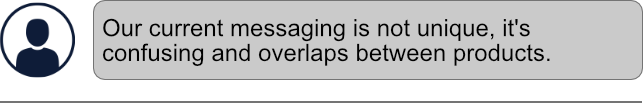 Our current messaging is not unique, it's
confusing and overlaps between products.